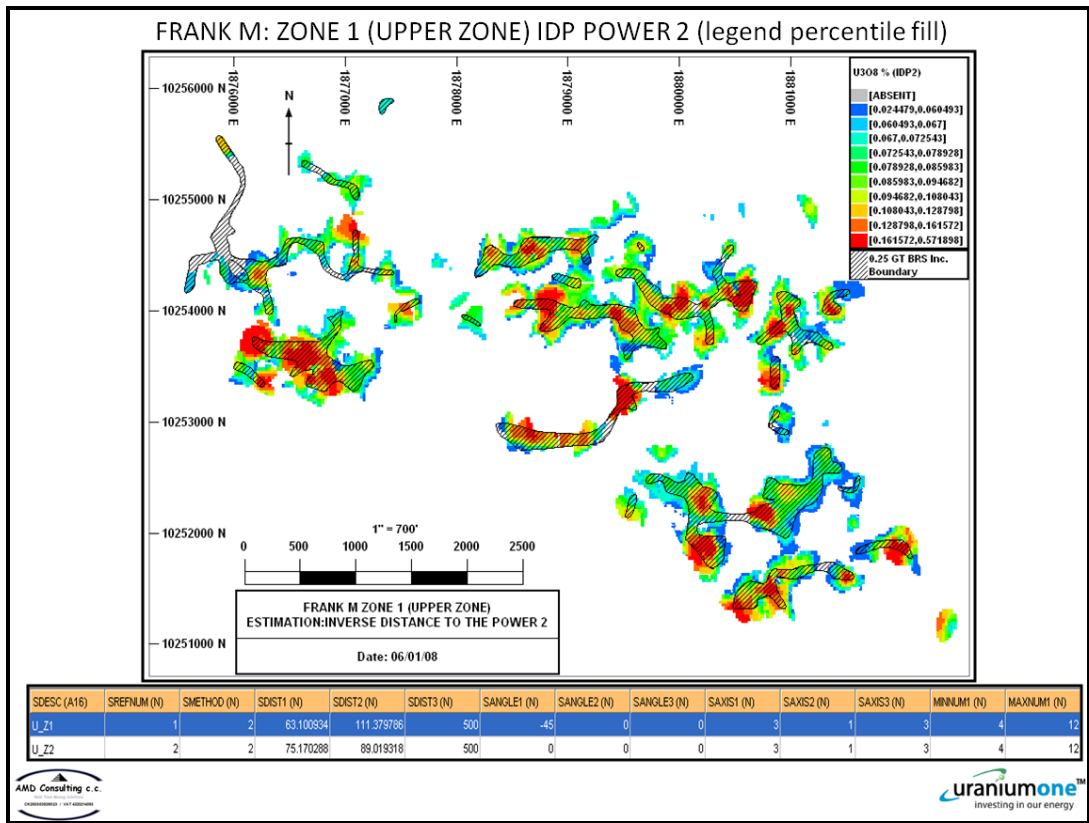 FRANK M: ZONE 1 (UPPER ZONE) IDP POWER 2 (legend percentile fill)
1876000 E
1877000 E
1878000 E
1879000 E
1880000 E
1881000 E
10256000 N
10255000 N
10254000 N
10253000 N
10252000 N
10251000 N
N
U3O8 % (IDP2)
[ABSENT]
[0.024479,0.060493]
[0.060493,0.067]
[0.067,0.072543]
[0.072543,0.078928]
[0.078928,0.085983]
[0.085983,0.094682]
[0.094682,0.108043]
[0.108043,0.128798]
[0.128798,0.161572]
[0.161572,0.571898]
0.25 GT BRS Inc.
Boundary
1" = 700'
0 500 1000 1500 2000 2500
FRANK M ZONE 1 (UPPER ZONE)
ESTIMATION:INVERSE DISTANCE TO THE POWER 2
Date: 06/01/08
SDESC (A16) SREFNUM (N) SMETHOD (N) SDIST1 (N) SDIST2 (N) SDIST3 (N) SANGLE1 (N) SANGLE2 (N) SANGLE3 (N) SAXIS1 (N) SAXIS2 (N) SAXIS3 (N) MINNUM1 (N) MAXNUM1 (N)
U_Z1 1 2 63.100934 111.379786 500 -45 0 0 3 1 3 4 12
U_Z2 2 2 75.170288 89.019318 500 0 0 0 3 1 3 4 12
AMD Consulting c.c.
uraniumone™
investing in our energy